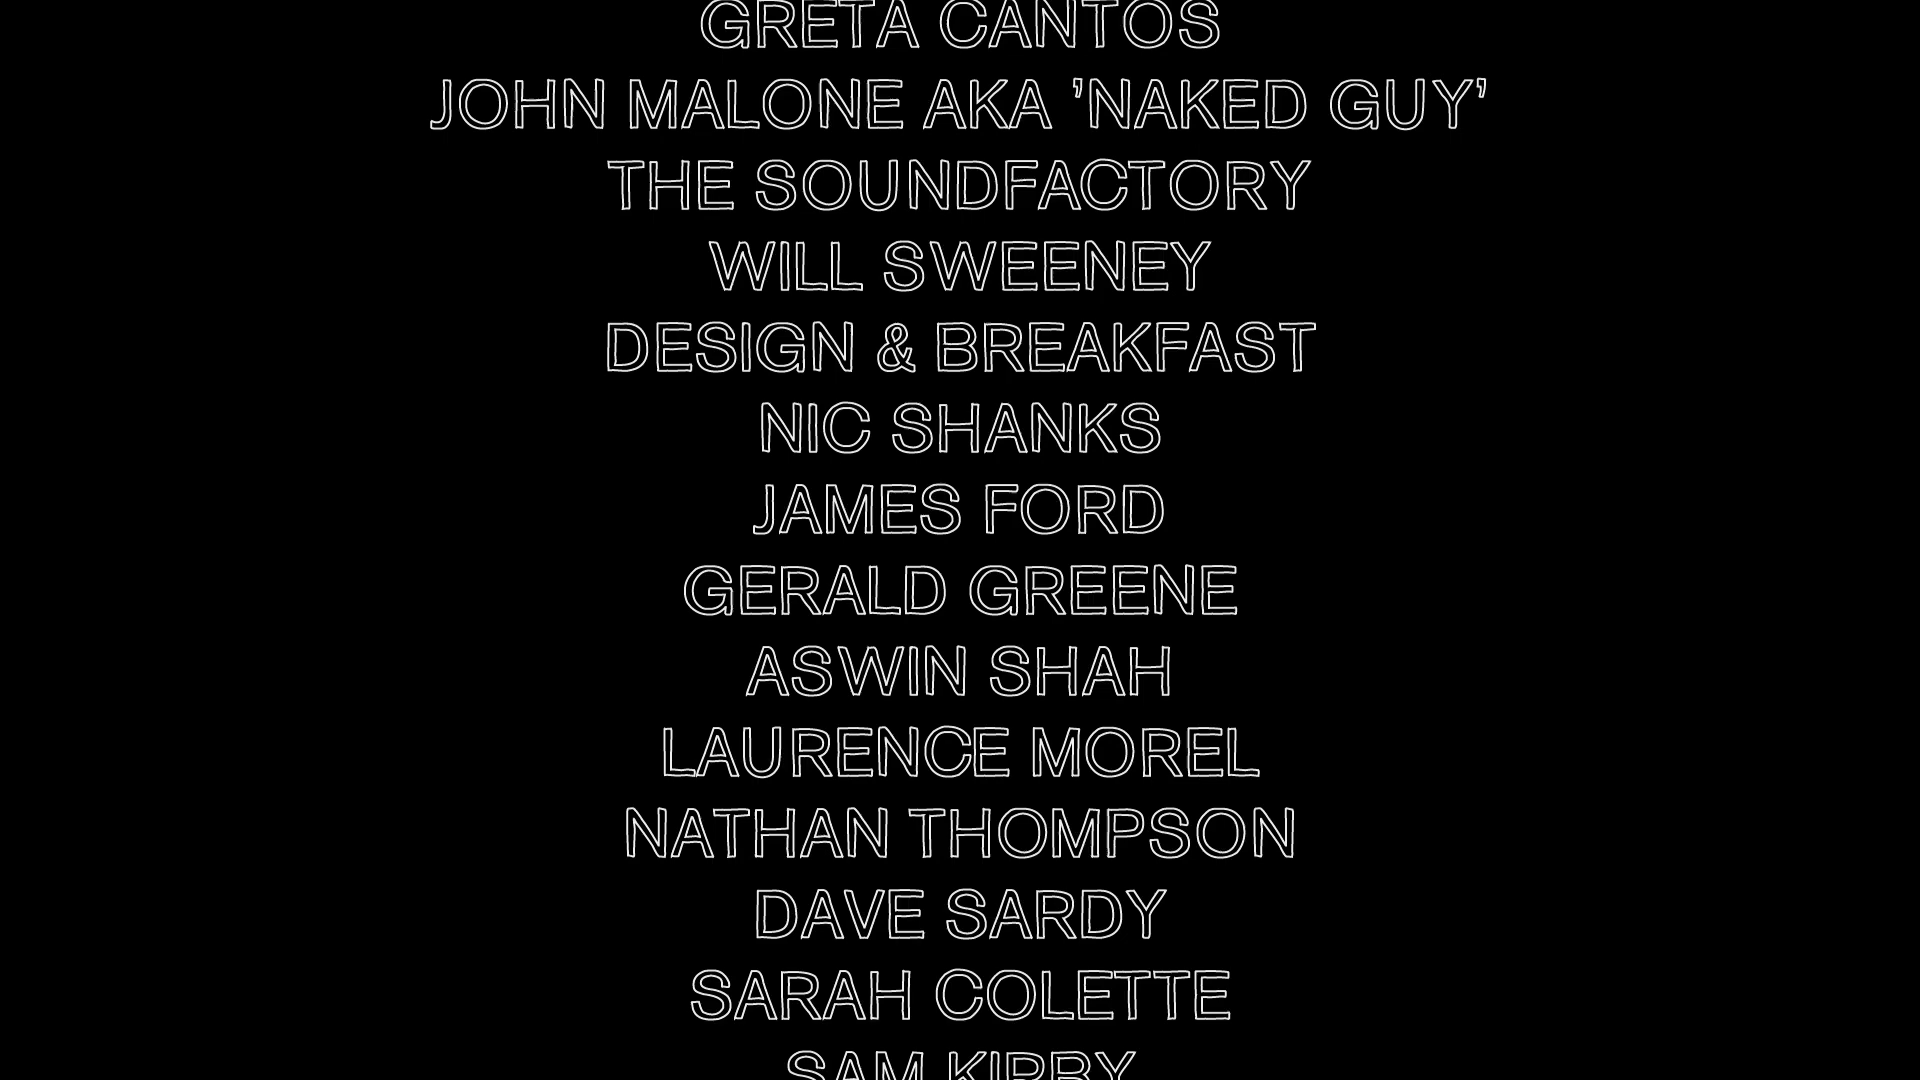 GRETA CANTOS
JOHN MALONE AKA 'NAKED GUY'
THE SOUNDFACTORY
WILL SWEENEY
DESIGN & BREAKFAST
NIC SHANKS
JAMES FORD
GERALD GREENE
ASWIN SHAH
LAURENCE MOREL
NATHAN THOMPSON
DAVE SARDY
SARAH COLETTE
SAM KIRBY